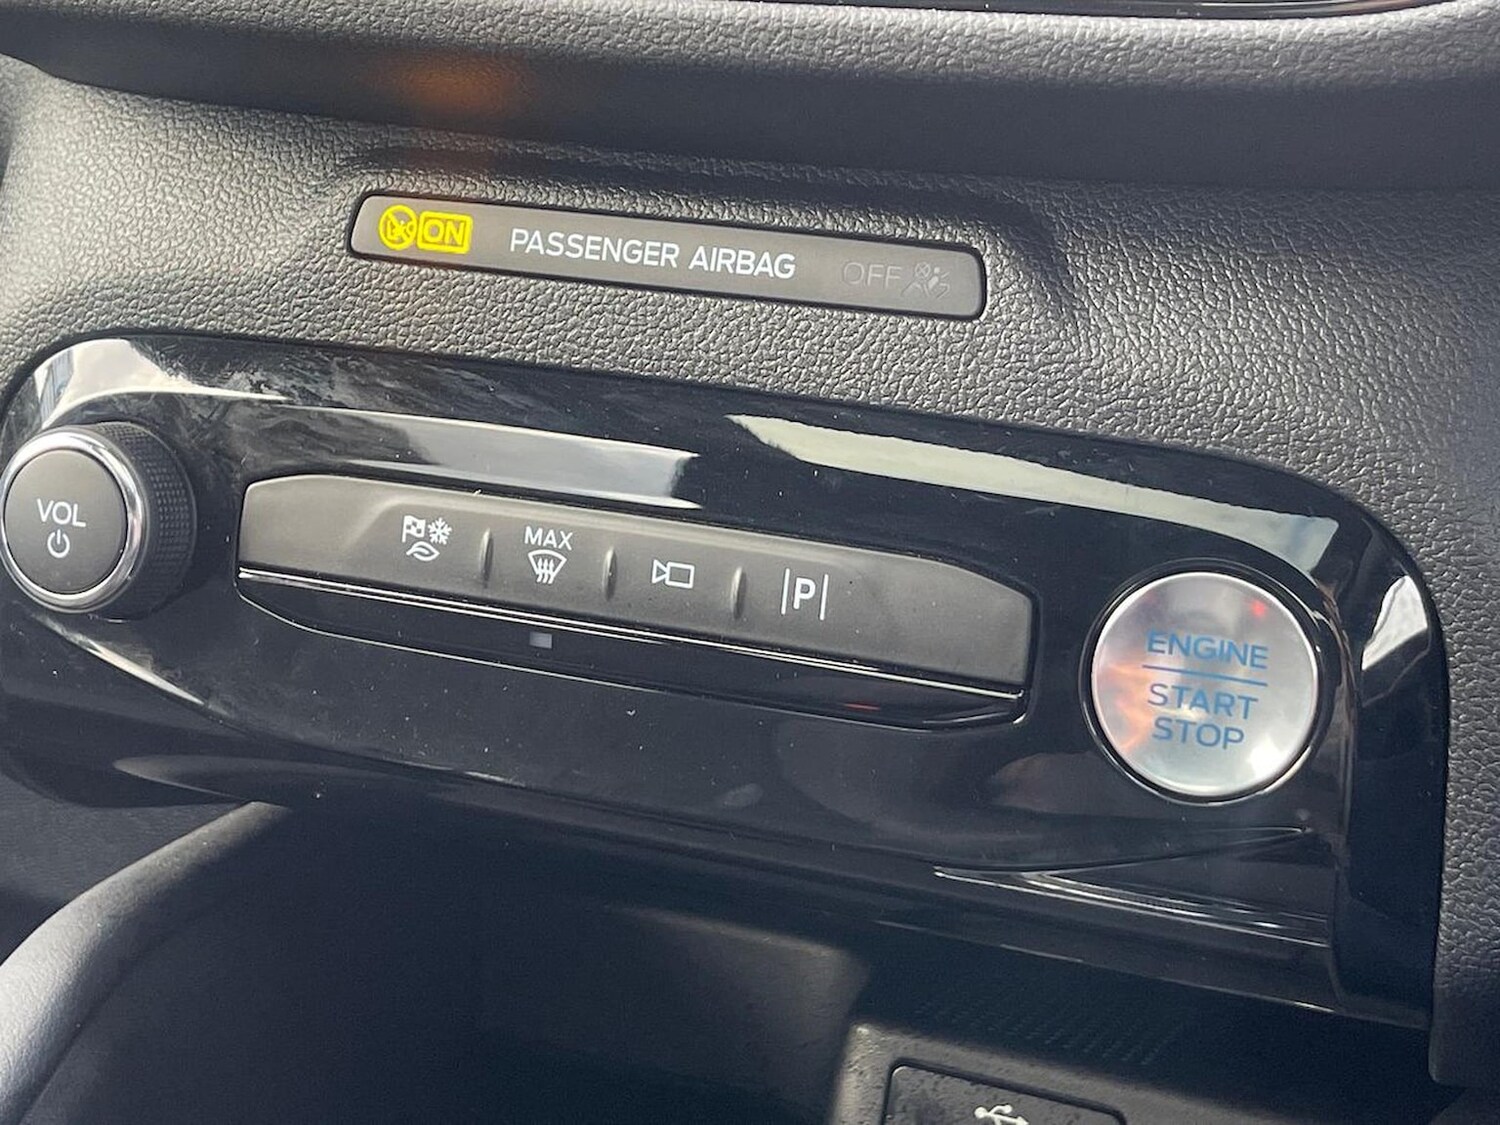 ON PASSENGER AIRBAG OFF
VOL
MAX
P
ENGINE
START
STOP